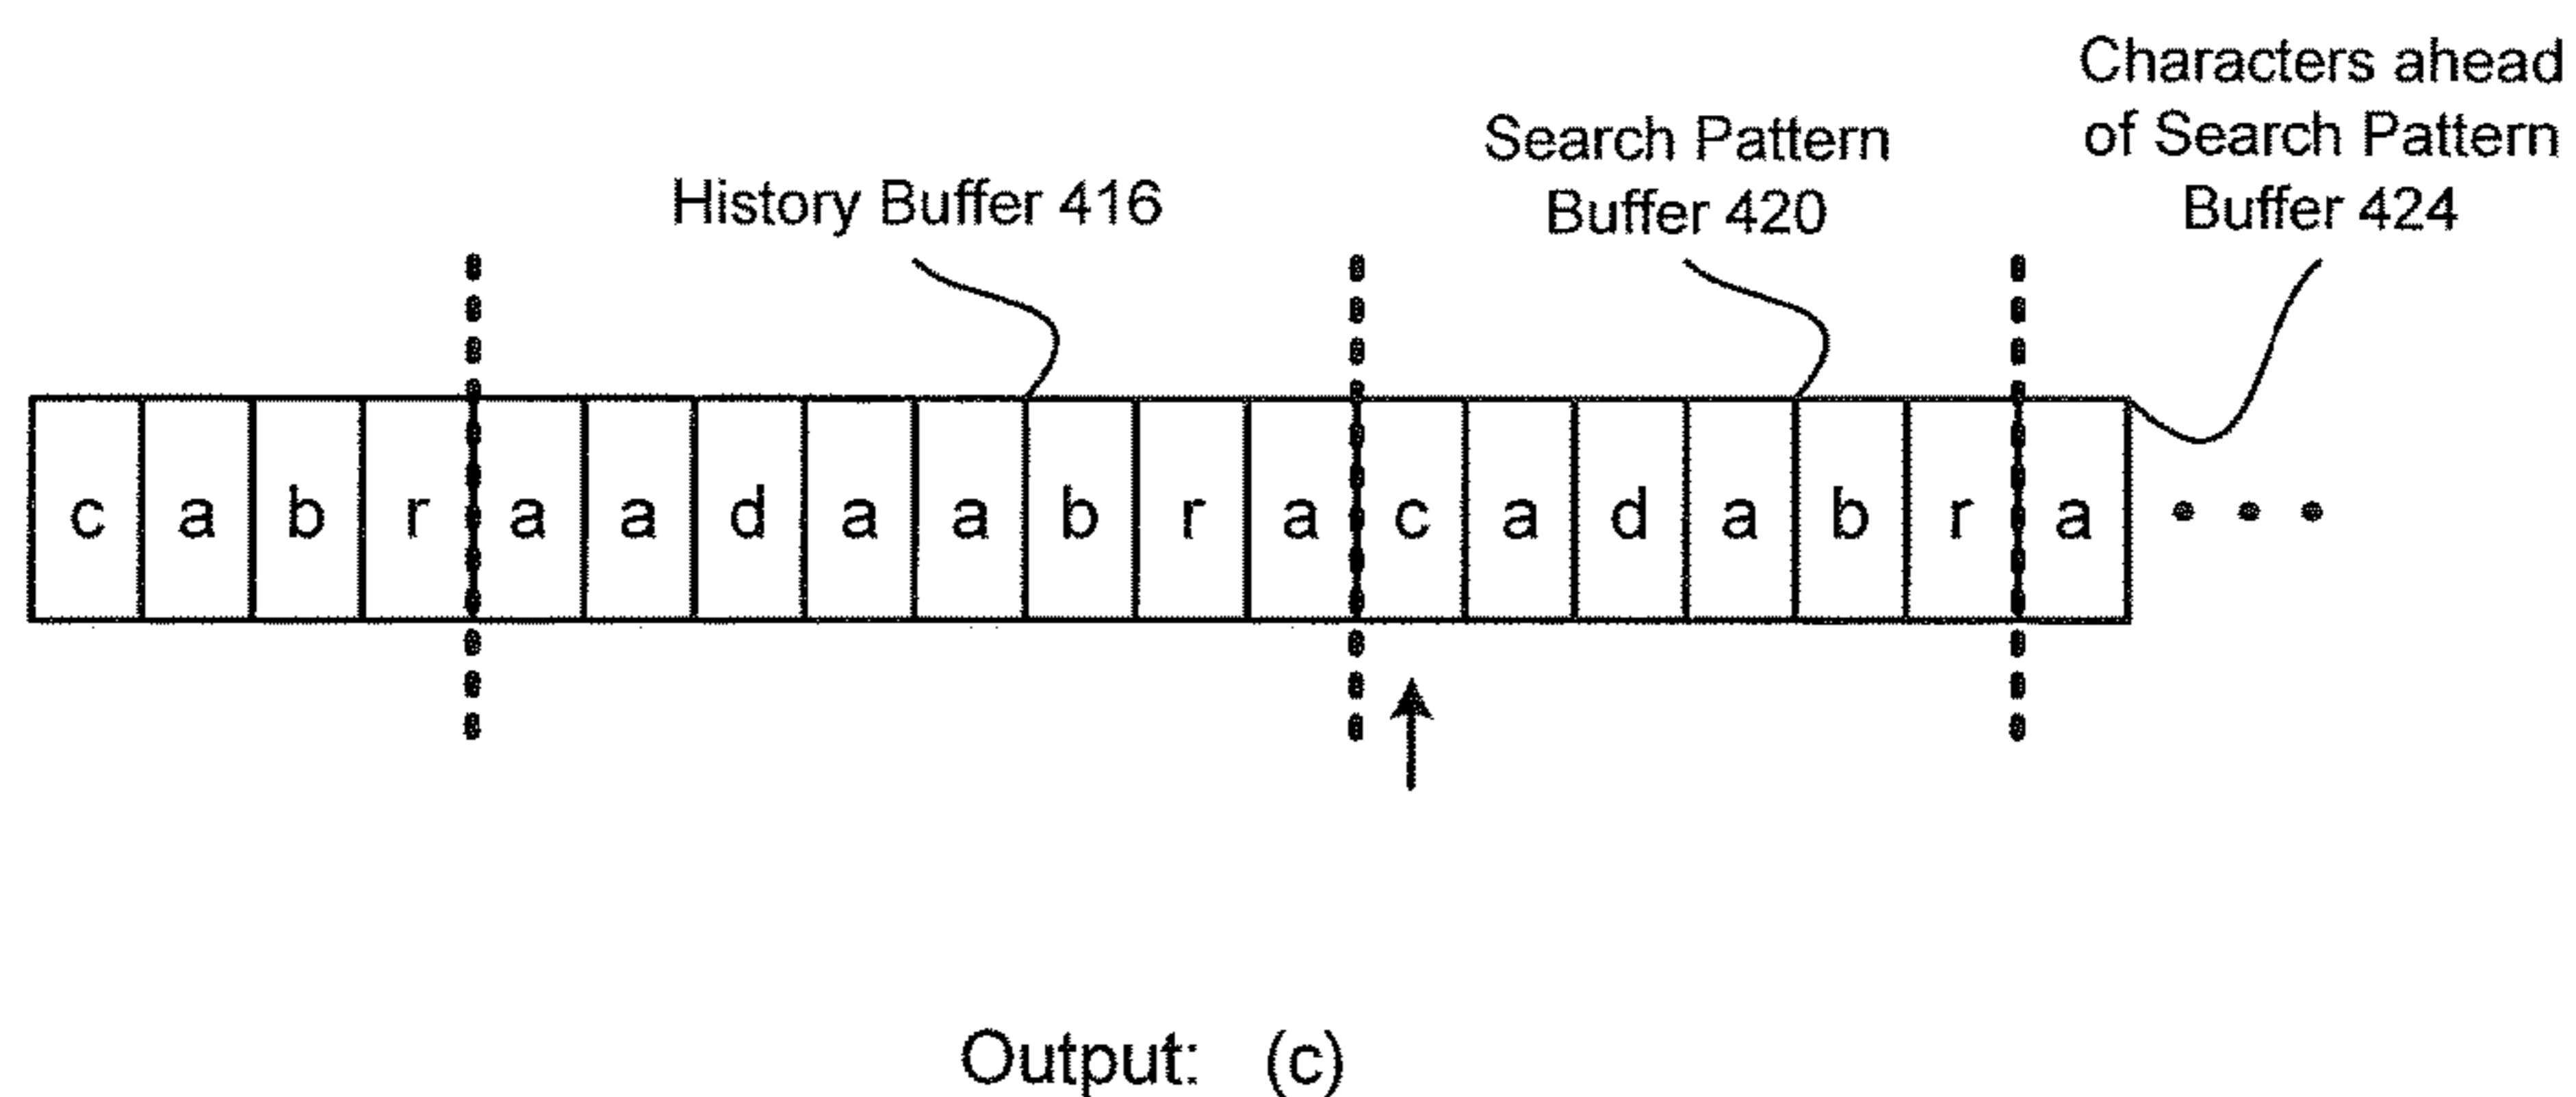 Characters ahead
of Search Pattern
Buffer 424
Search Pattern
Buffer 420
History Buffer 416
c a b r a a d a a b r a c a d a b r a • • •
Output: (c)